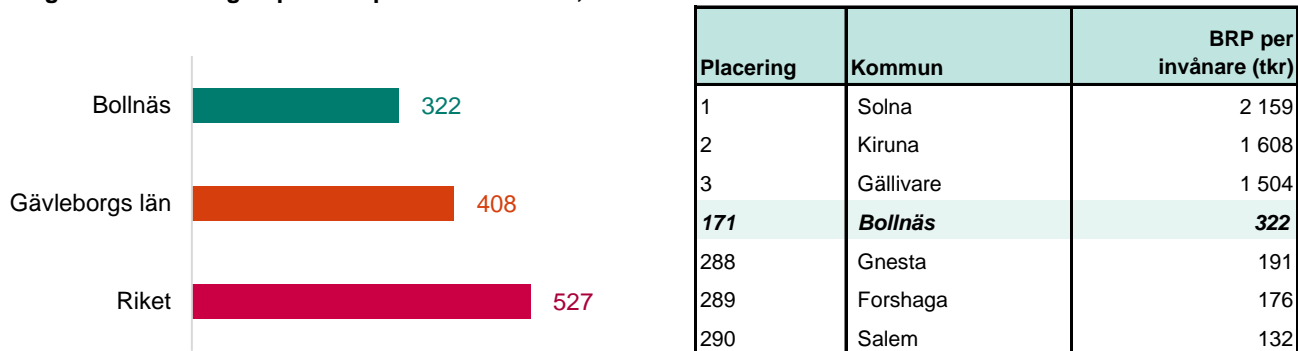 Bollnäs 322
Gävleborgs län 408
Riket 527
Placering Kommun BRP per invånare (tkr)
1 Solna 2 159
2 Kiruna 1 608
3 Gällivare 1 504
171 Bollnäs 322
288 Gnesta 191
289 Forshaga 176
290 Salem 132